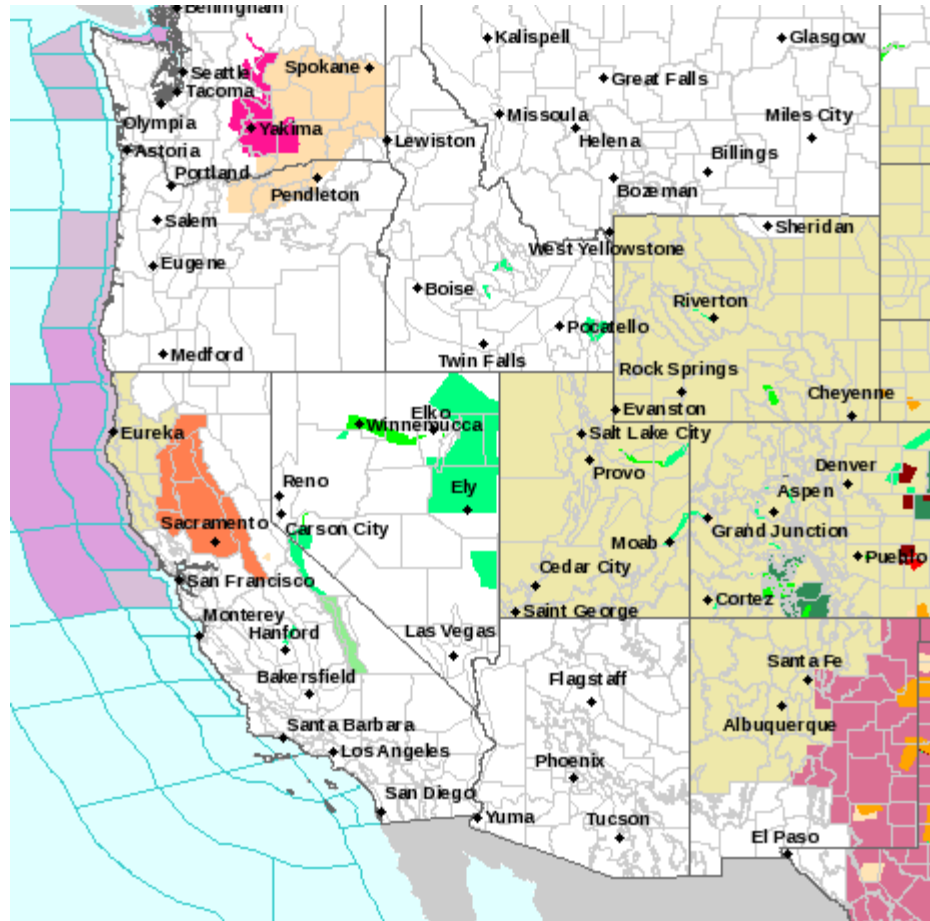 Bellingham
Kalispell
Glasgow
Seattle
Spokane
Great Falls
Tacoma
Missoula
Miles City
Olympia
Yakima
Helena
Astoria
Lewiston
Billings
Portland
Pendleton
Bozeman
Salem
Sheridan
West Yellowstone
Eugene
Boise
Riverton
Pocatello
Medford
Twin Falls
Rock Springs
Cheyenne
Elko
Evanston
Winnemucca
Eureka
Salt Lake City
Provo
Denver
Reno
Ely
Aspen
Sacramento
Carson City
Grand Junction
Moab
Pueblo
Cedar City
San Francisco
Cortez
Saint George
Monterey
Hanford
Las Vegas
Santa Fe
Bakersfield
Flagstaff
Albuquerque
Santa Barbara
Los Angeles
Phoenix
San Diego
Yuma
Tucson
El Paso